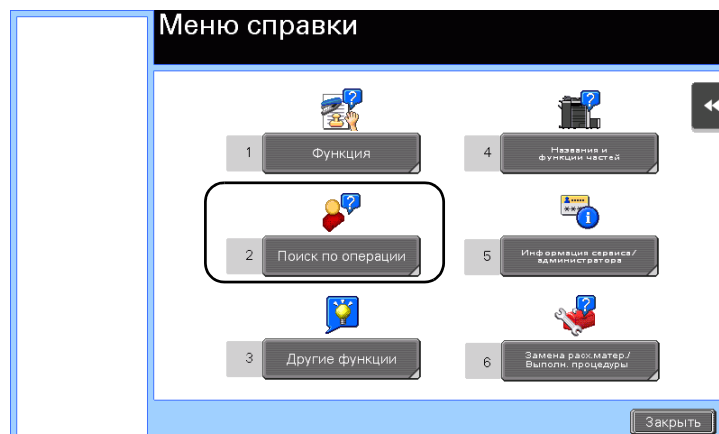 Меню справки
1 Функция
4 Названия и
функции частей
2 Поиск по операции
5 Информация сервиса/
администратора
3 Другие функции
6 Замена расх.матер./
Выполн. процедуры
Закрыть